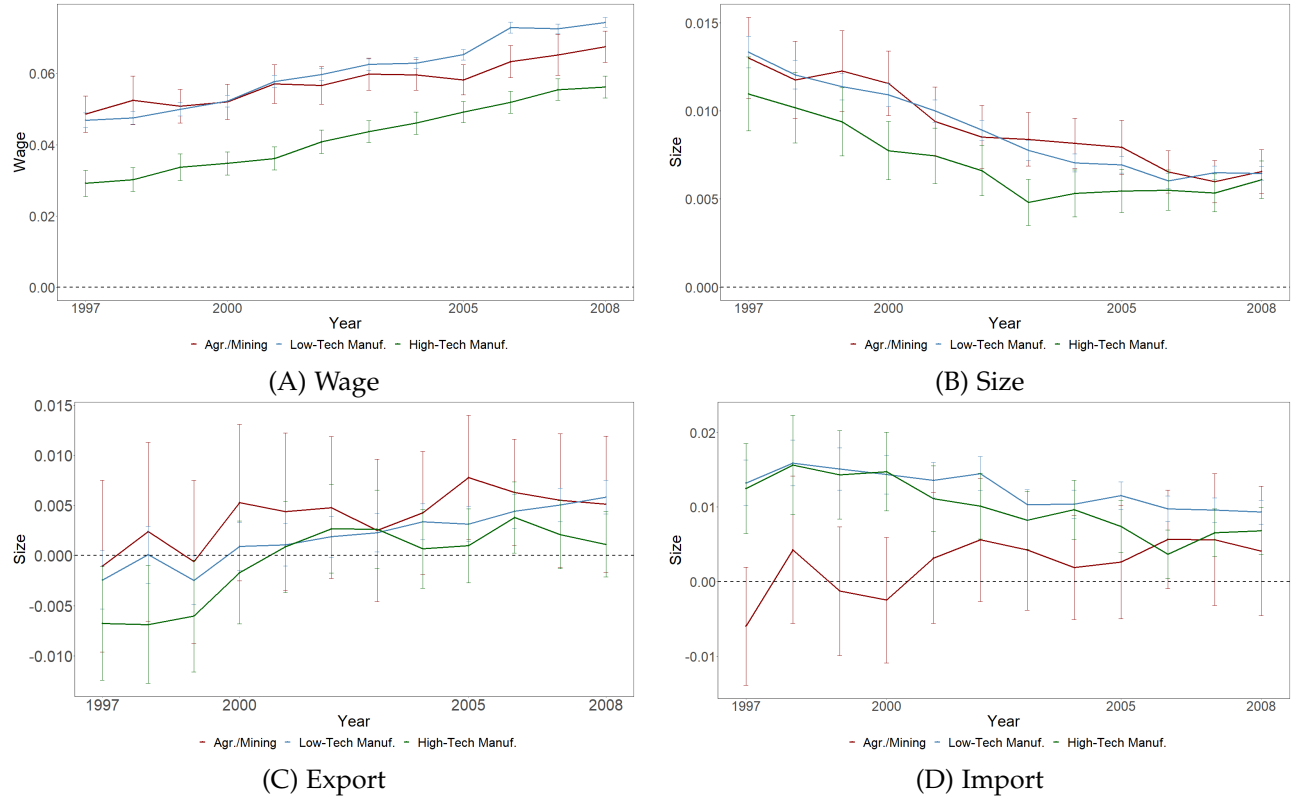 0.06
Wage
0.04
0.02
0.00
1997 2000 2005 2008
Year
Agr./Mining Low-Tech Manuf. High-Tech Manuf.
(A) Wage
0.015
0.010
Size
0.005
0.000
1997 2000 2005 2008
Year
Agr./Mining Low-Tech Manuf. High-Tech Manuf.
(B) Size
0.015
0.010
0.005
Size
0.000
-0.005
-0.010
1997 2000 2005 2008
Year
Agr./Mining Low-Tech Manuf. High-Tech Manuf.
(C) Export
0.02
0.01
Size
0.00
-0.01
1997 2000 2005 2008
Year
Agr./Mining Low-Tech Manuf. High-Tech Manuf.
(D) Import